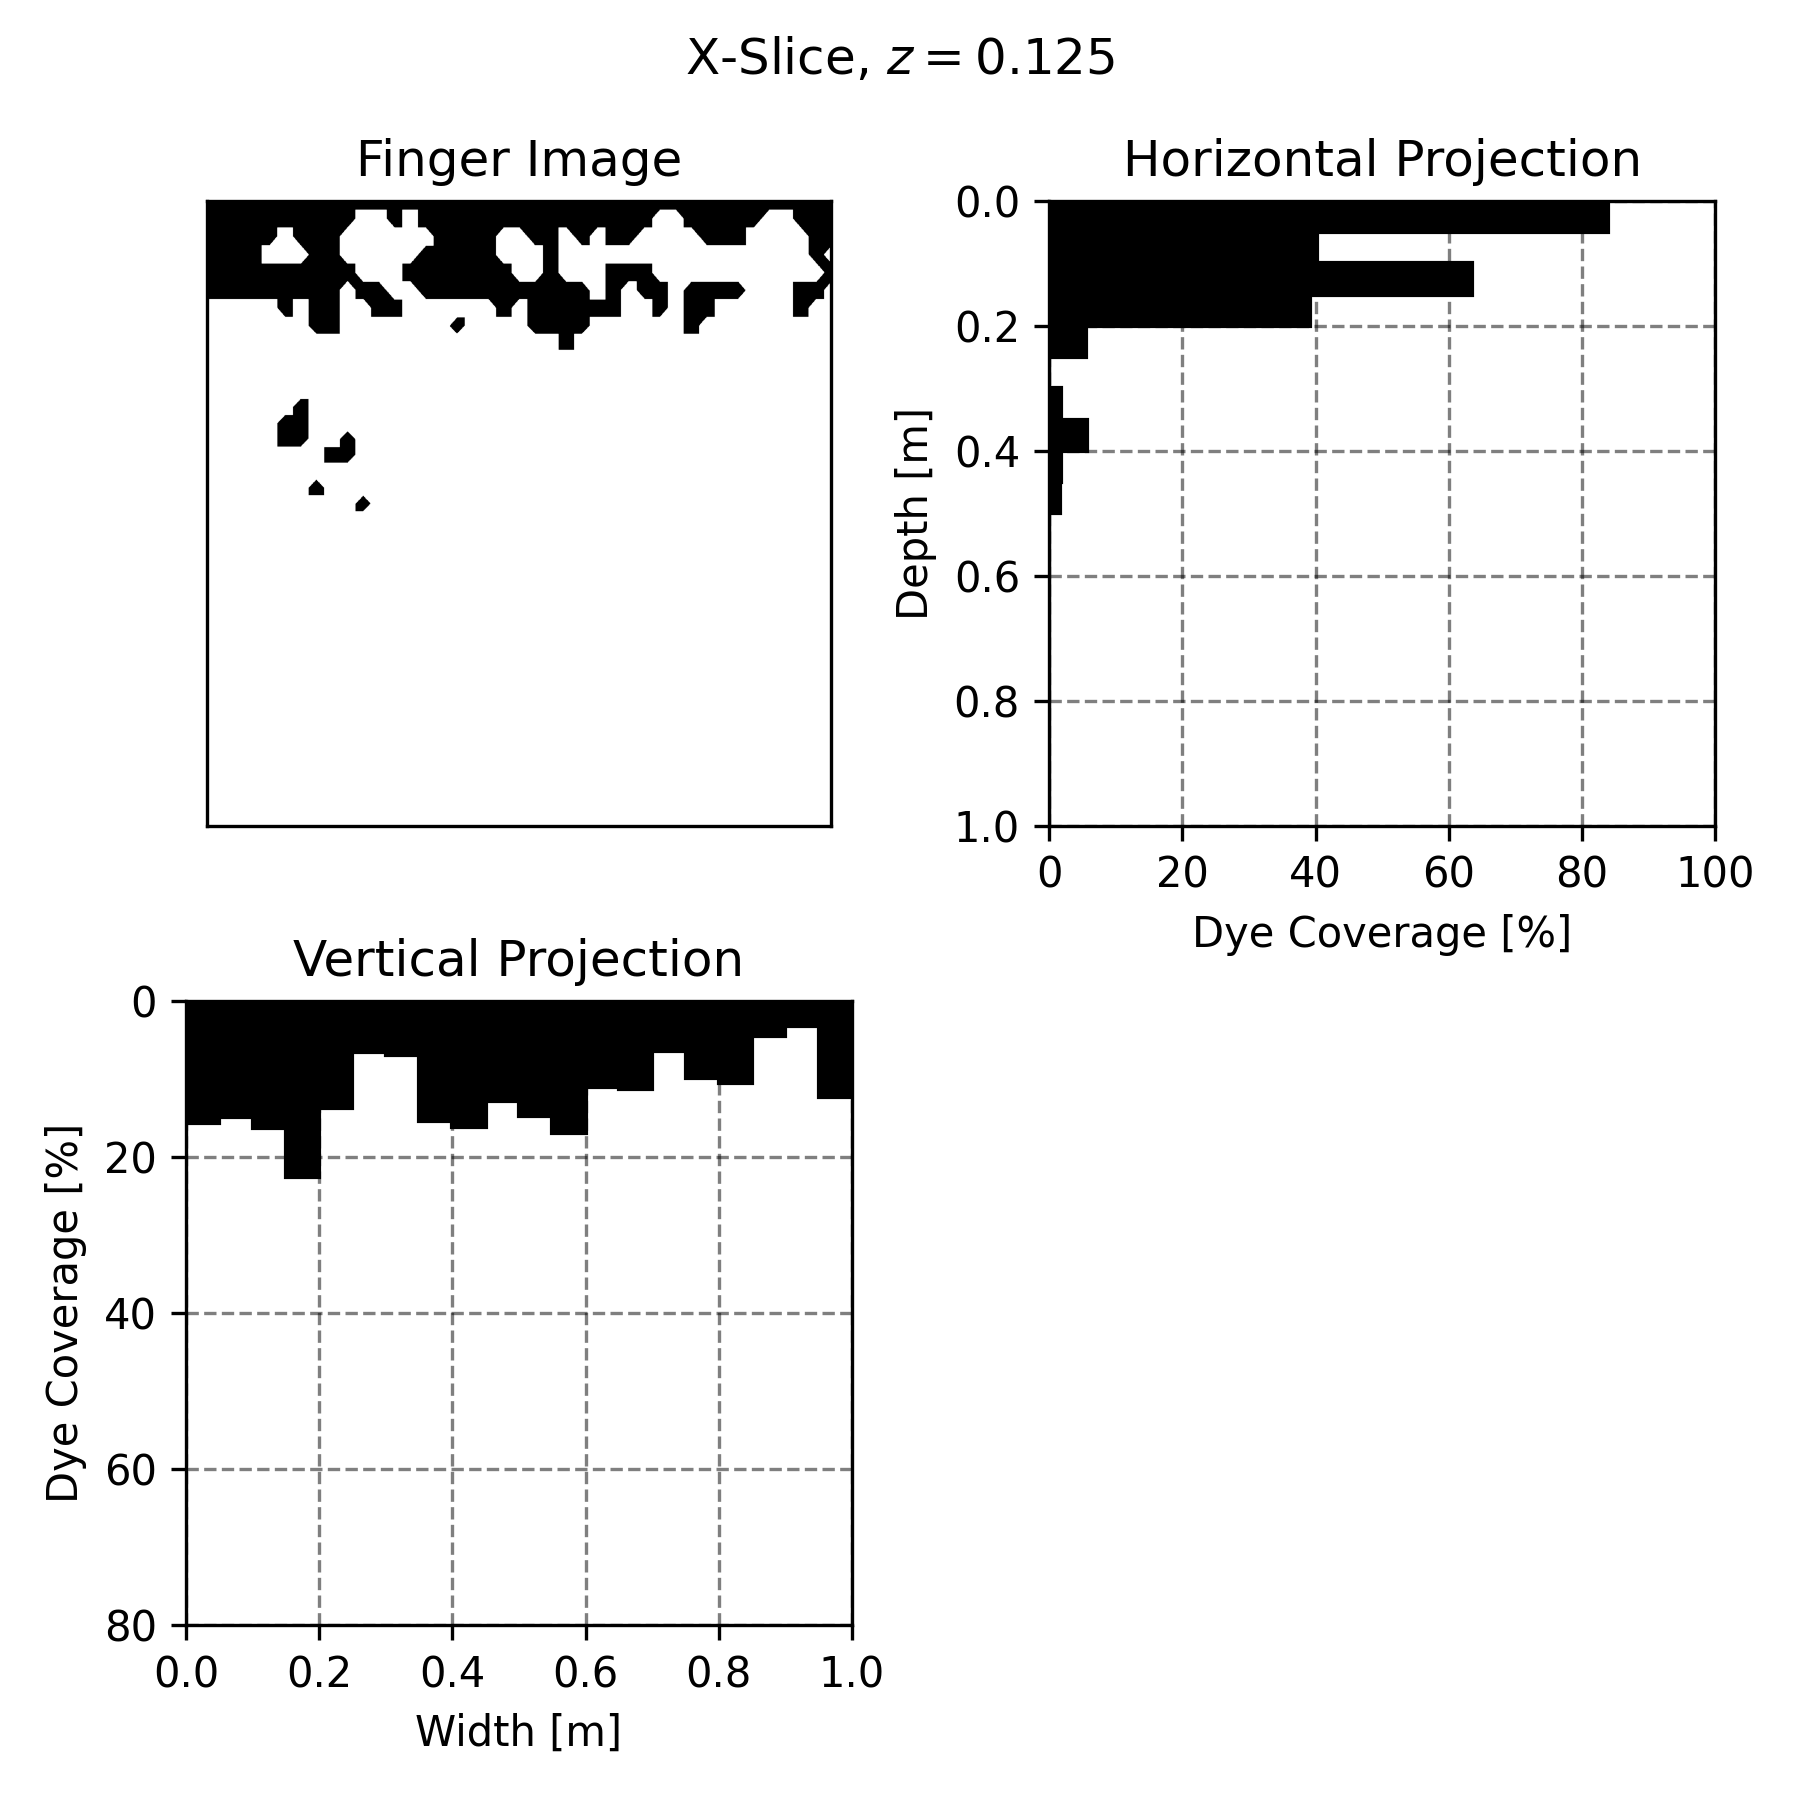 X-Slice, z = 0.125
Finger Image
Horizontal Projection
0.0
0.2
0.4
0.6
0.8
1.0
Depth [m]
0 20 40 60 80 100
Dye Coverage [%]
Vertical Projection
0
20
40
60
80
Dye Coverage [%]
0.0 0.2 0.4 0.6 0.8 1.0
Width [m]